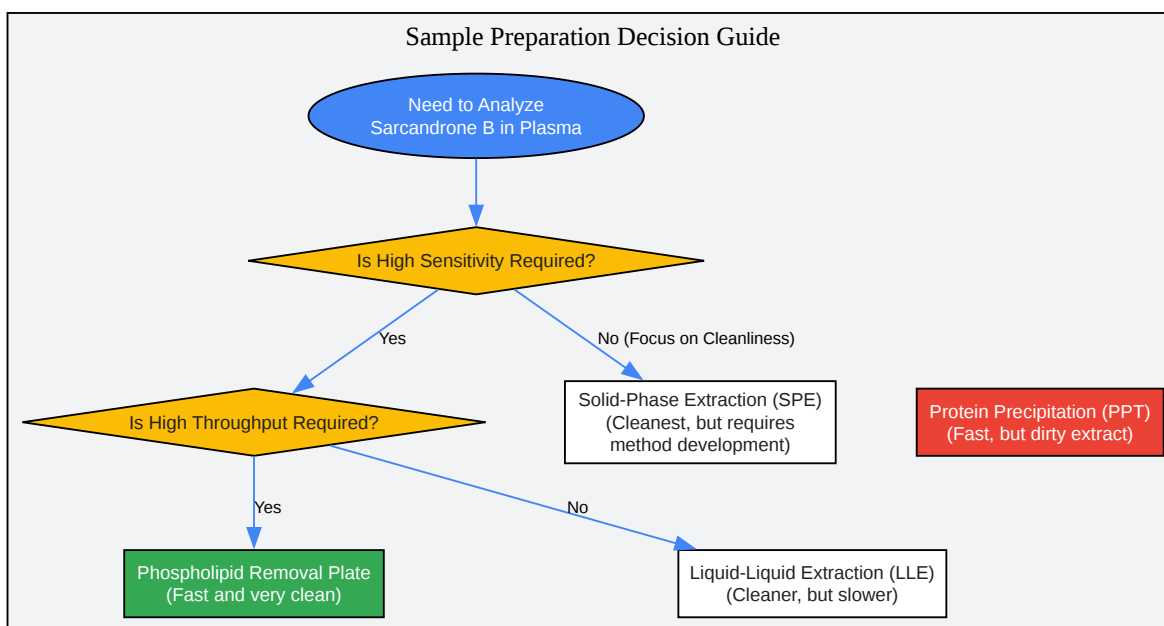 Sample Preparation Decision Guide
Need to Analyze
Sarcandrone B in Plasma
Is High Sensitivity Required?
Yes
No (Focus on Cleanliness)
Is High Throughput Required?
Solid-Phase Extraction (SPE)
(Cleanest, but requires
method development)
Protein Precipitation (PPT)
(Fast, but dirty extract)
Yes
No
Phospholipid Removal Plate
(Fast and very clean)
Liquid-Liquid Extraction (LLE)
(Cleaner, but slower)